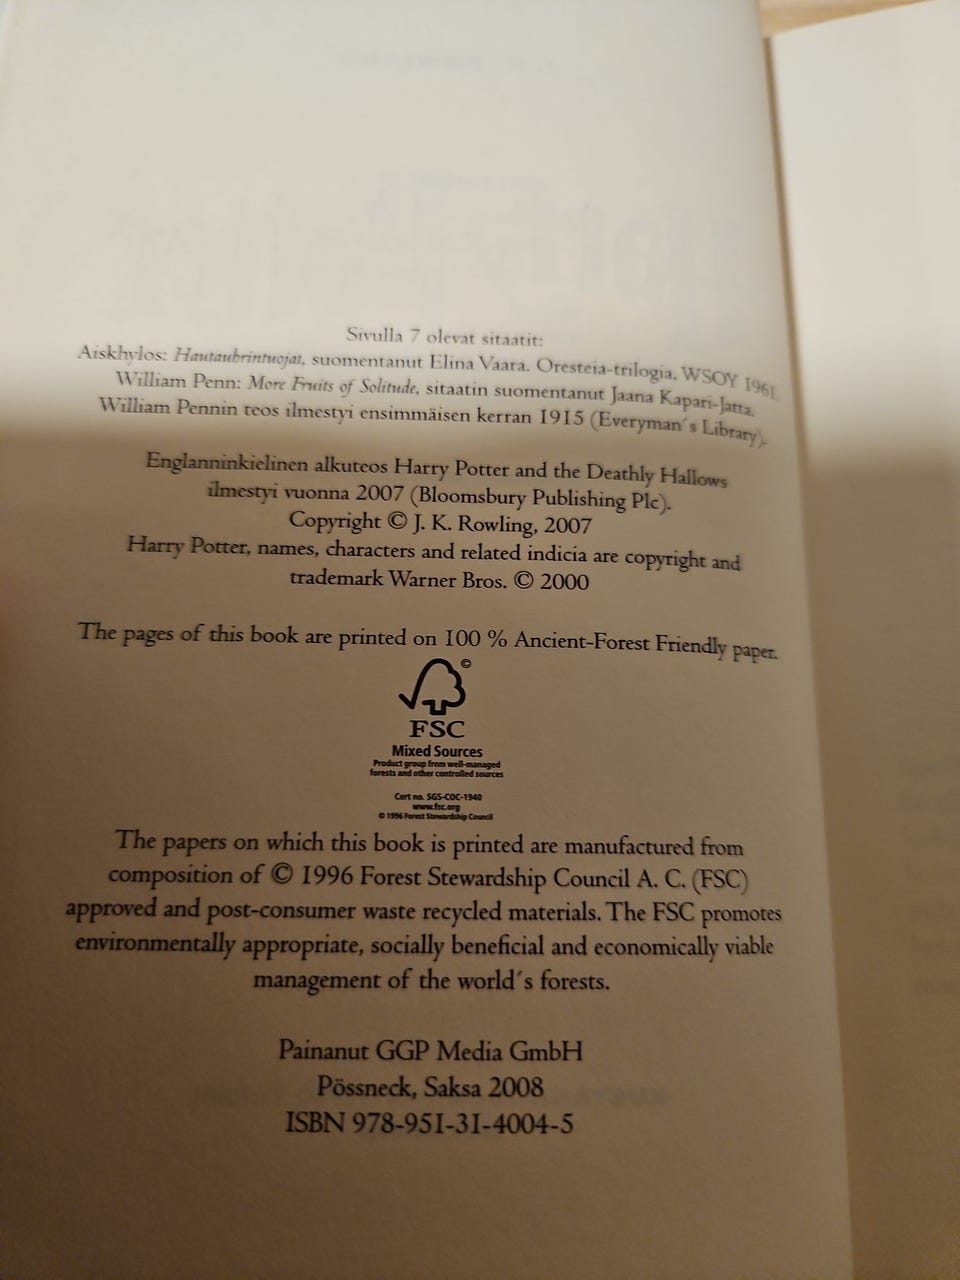 Sivulla 7 olevat sitaatit:
Aiskhylos: Hautauhrintuojat, suomentanut Elina Vaara. Oresteia-trilogia, WSOY 1961.
William Penn: More Fruits of Solitude, sitaatin suomentanut Jaana Kapari-Jatta.
William Pennin teos ilmestyi ensimmäisen kerran 1915 (Everyman´s Library).
Englanninkielinen alkuteos Harry Potter and the Deathly Hallows
ilmestyi vuonna 2007 (Bloomsbury Publishing Plc).
Copyright © J. K. Rowling, 2007
Harry Potter, names, characters and related indicia are copyright and
trademark Warner Bros. © 2000
The pages of this book are printed on 100 % Ancient-Forest Friendly paper.
©
FSC
Mixed Sources
Product group from well-managed
forests and other controlled sources
Cert no. SGS-COC-1940
www.fsc.org
© 1996 Forest Stewardship Council
The papers on which this book is printed are manufactured from
composition of © 1996 Forest Stewardship Council A. C. (FSC)
approved and post-consumer waste recycled materials. The FSC promotes
environmentally appropriate, socially beneficial and economically viable
management of the world´s forests.
Painanut GGP Media GmbH
Pössneck, Saksa 2008
ISBN 978-951-31-4004-5